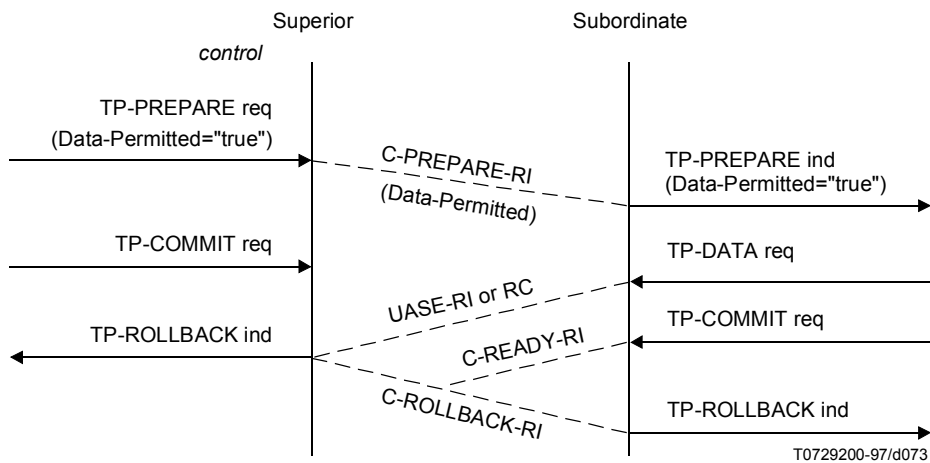 Superior
Subordinate
control
TP-PREPARE req
(Data-Permitted="true")
C-PREPARE-RI
(Data-Permitted)
TP-PREPARE ind
(Data-Permitted="true")
TP-COMMIT req
TP-DATA req
UASE-RI or RC
TP-COMMIT req
TP-ROLLBACK ind
C-READY-RI
C-ROLLBACK-RI
TP-ROLLBACK ind
T0729200-97/d073